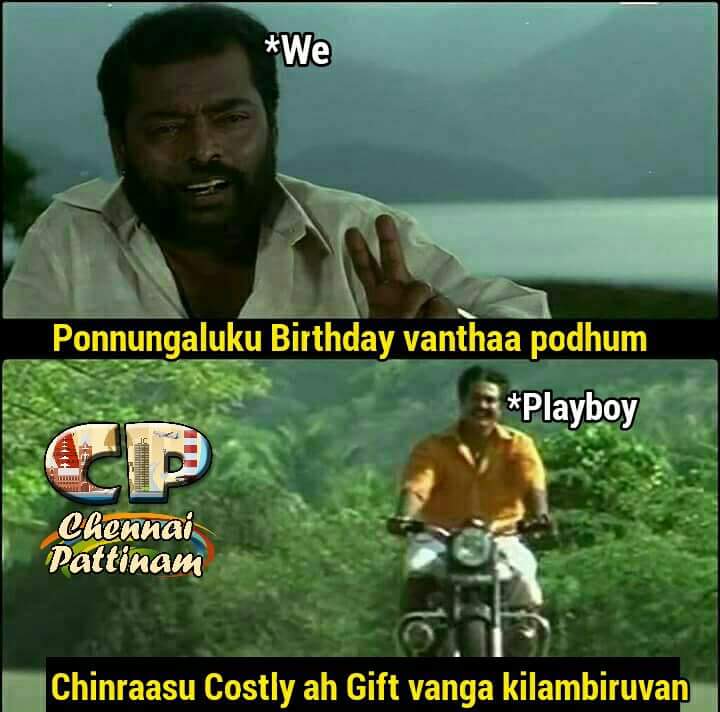 *We
Ponnungaluku Birthday vanthaa podhum
*Playboy
CP
Chennai
Pattinam
Chinraasu Costly ah Gift vanga kilambiruvan